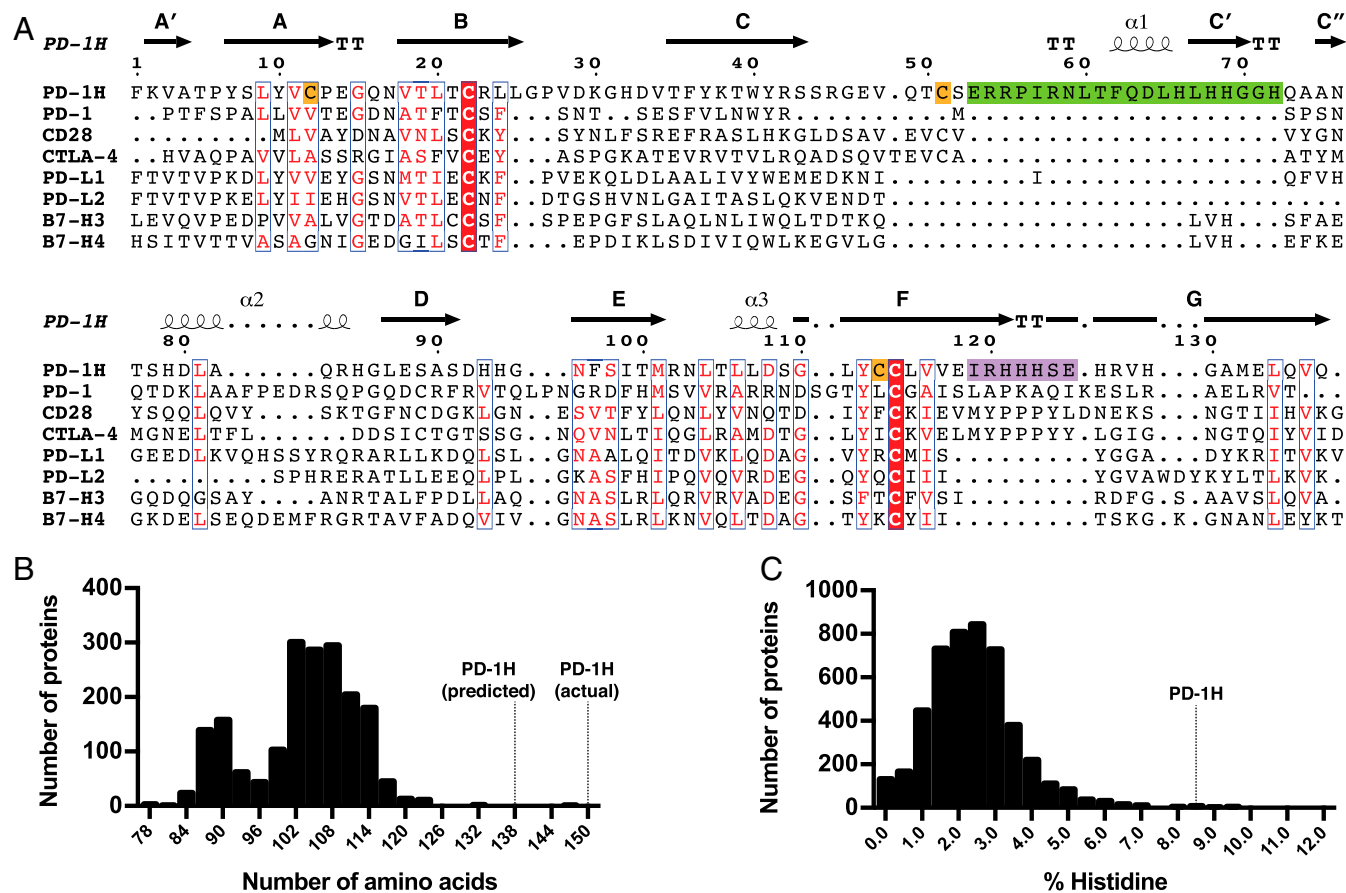 A
A′ A B C α1 C′ C″
PD-1H TT TT TT
1 10 20 30 40 50 60 70
PD-1H FKVATPYSLYVCPEGQNVTLTCRLLGPVDKGHDVTFYKTWYRSSRGEV.QTCSERRPIRNLTFQDLHLHHGGHQAAN
PD-1 ..PTFSPALLVVTEGDNATFTCSF...SNT.SESFVLNWYR..........M.....................SPSN
CD28 .........MLVAYDNAVNLSCKY...SYNLFSREFRASLHKGLDSAV.EVCV.....................VYGN
CTLA-4 ..HVAQPAVVLASSRGIASFVCEY...ASPGKATEVRVTVLRQADSQVTEVCA.....................ATYM
PD-L1 FTVTVPKDLYVVEYGSNMTIECKF..PVEKQLDLAALIVYWEMEDKNI.........I...............QFVH
PD-L2 FTVTVPKELYIIEHGSNVTLECNF..DTGSHVNLGAITASLQKVENDT..........................
B7-H3 LEVQVPEDPVVALVGTDATLCCSF..SPEPGFSLAQLNLIWQLTDTKQ...................LVH...SFAE
B7-H4 HSITVTTVASAGNIGEDGILSCTF....EPDIKLSDIVIQWLKEGVLG...................LVH...EFKE
α2 D E α3 F G
PD-1H ...... .. TT ...
80 90 100 110 120 130
PD-1H TSHDLA......QRHGLESASDHHG...NFSITMRNLTLLDSG..LYCCLVVEIRHHHSE.HRVH...GAMELQVQ.
PD-1 QTDKLAAFPEDRSQPGQDCRFRVTQLPNGRDFHMSVVRARRNDSGTYLCGAISLAPKAQIKESLR...AELRVT...
CD28 YSQQLQVY.....SKTGFNCDGKLGN..ESVTFYLQNLYVNQTD..IYFCKIEVMYPPPYLDNEKS...NGTIIHVKG
CTLA-4 MGNELTFL.......DDSICTGTSSG..NQVNLTIQGLRAMDTG..LYICKVELMYPPPYY.LGIG...NGTQIYVID
PD-L1 GEEDLKVQHSSYRQRARLLKDQLSL..GNAALQITDVKLQDAG..VYRCMIS.........YGGA...DYKRITVKV
PD-L2 ........SPHRERATLLEEQLPL...GKASFHIPQVQVRDEG..QYQCIII.........YGVAWDYKYLTLKV
B7-H3 GQDQGSAY....ANRTALFPDLLAQ..GNASLRLQRVRVADEG..SFTCFVSI........RDFG.S.AAVSLQVA.
B7-H4 GKDELSEQDEMFRGRTAVFADQVIV..GNASLRLKNVQLTDAG..TYKCYII.........TSKG.K.GNANLEYKT
B
Number of proteins
400
300
200
100
0
PD-1H (predicted)
PD-1H (actual)
78 84 90 96 102 108 114 120 126 132 138 144 150
Number of amino acids
C
Number of proteins
1000
800
600
400
200
0
PD-1H
0.0 1.0 2.0 3.0 4.0 5.0 6.0 7.0 8.0 9.0 10.0 11.0 12.0
% Histidine